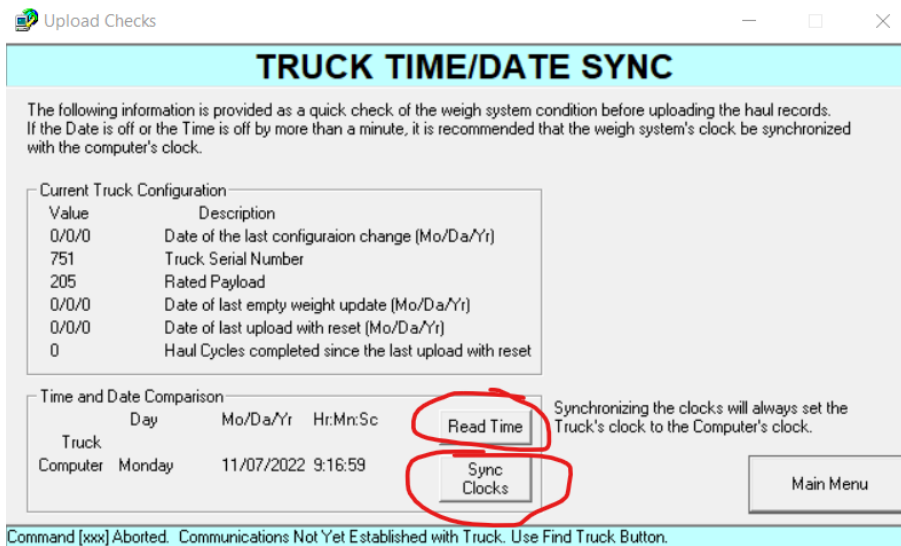 Upload Checks
TRUCK TIME/DATE SYNC
The following information is provided as a quick check of the weigh system condition before uploading the haul records.
If the Date is off or the Time is off by more than a minute, it is recommended that the weigh system's clock be synchronized
with the computer's clock.
Current Truck Configuration
Value Description
0/0/0 Date of the last configuraion change (Mo/Da/Yr)
751 Truck Serial Number
205 Rated Payload
0/0/0 Date of last empty weight update (Mo/Da/Yr)
0/0/0 Date of last upload with reset (Mo/Da/Yr)
0 Haul Cycles completed since the last upload with reset
Time and Date Comparison
Day Mo/Da/Yr Hr:Mn:Sc
Truck
Computer Monday 11/07/2022 9:16:59
Read Time
Sync
Clocks
Synchronizing the clocks will always set the
Truck's clock to the Computer's clock.
Main Menu
Command [xxx] Aborted. Communications Not Yet Established with Truck. Use Find Truck Button.